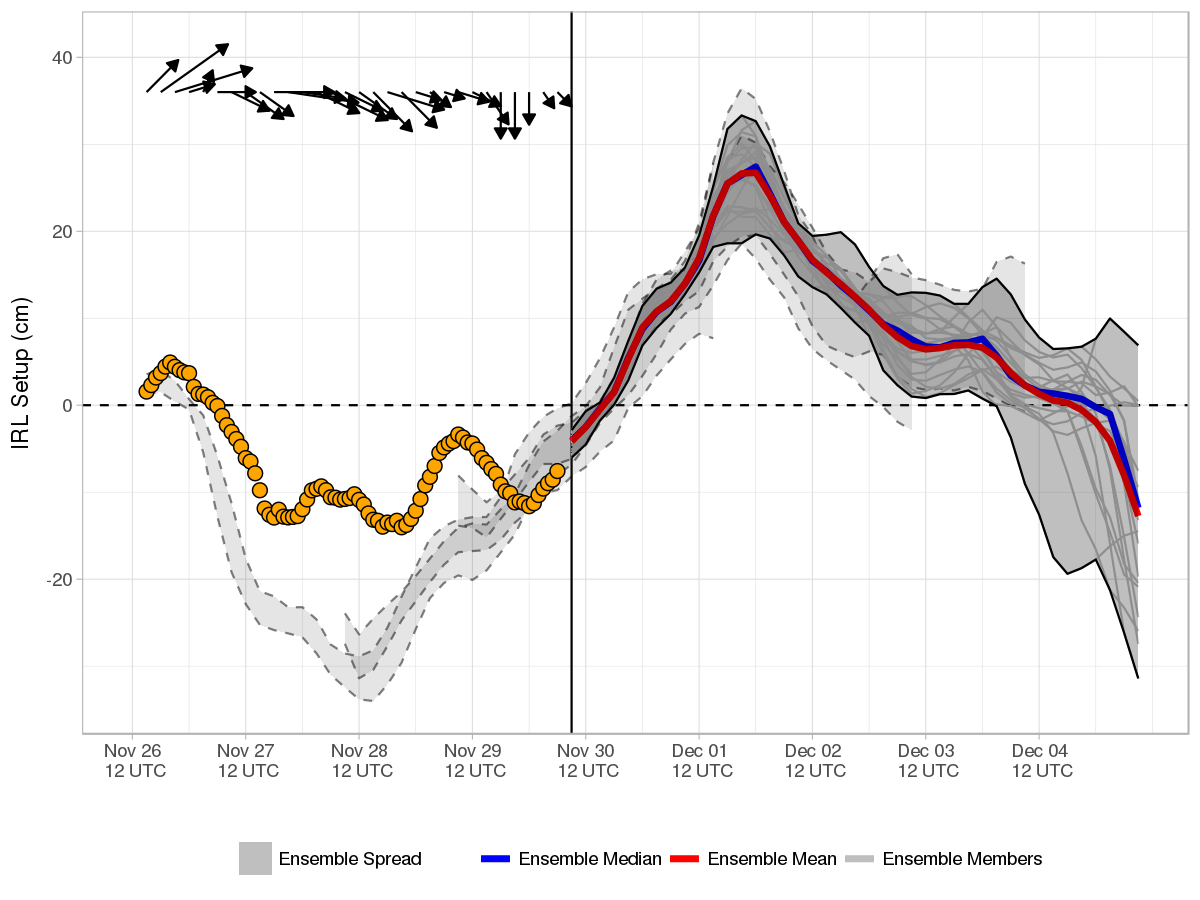 IRL Setup (cm)
40
20
0
-20
Nov 26 Nov 27 Nov 28 Nov 29 Nov 30 Dec 01 Dec 02 Dec 03 Dec 04
12 UTC 12 UTC 12 UTC 12 UTC 12 UTC 12 UTC 12 UTC 12 UTC 12 UTC
Ensemble Spread Ensemble Median Ensemble Mean Ensemble Members